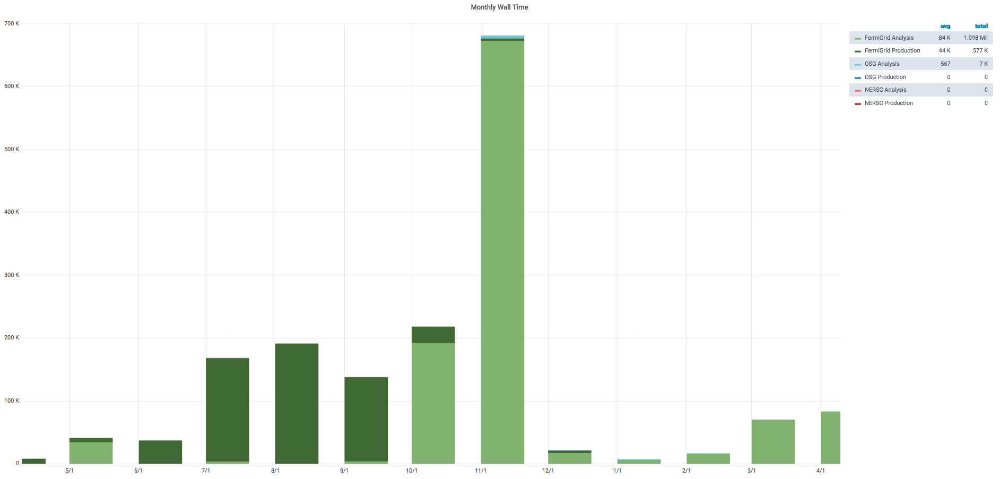 Monthly Wall Time
700 K
600 K
500 K
400 K
300 K
200 K
100 K
0
5/1 6/1 7/1 8/1 9/1 10/1 11/1 12/1 1/1 2/1 3/1 4/1
avg total
FermiGrid Analysis 84 K 1.098 Mil
FermiGrid Production 44 K 577 K
OSG Analysis 567 7 K
OSG Production 0 0
NERSC Analysis 0 0
NERSC Production 0 0